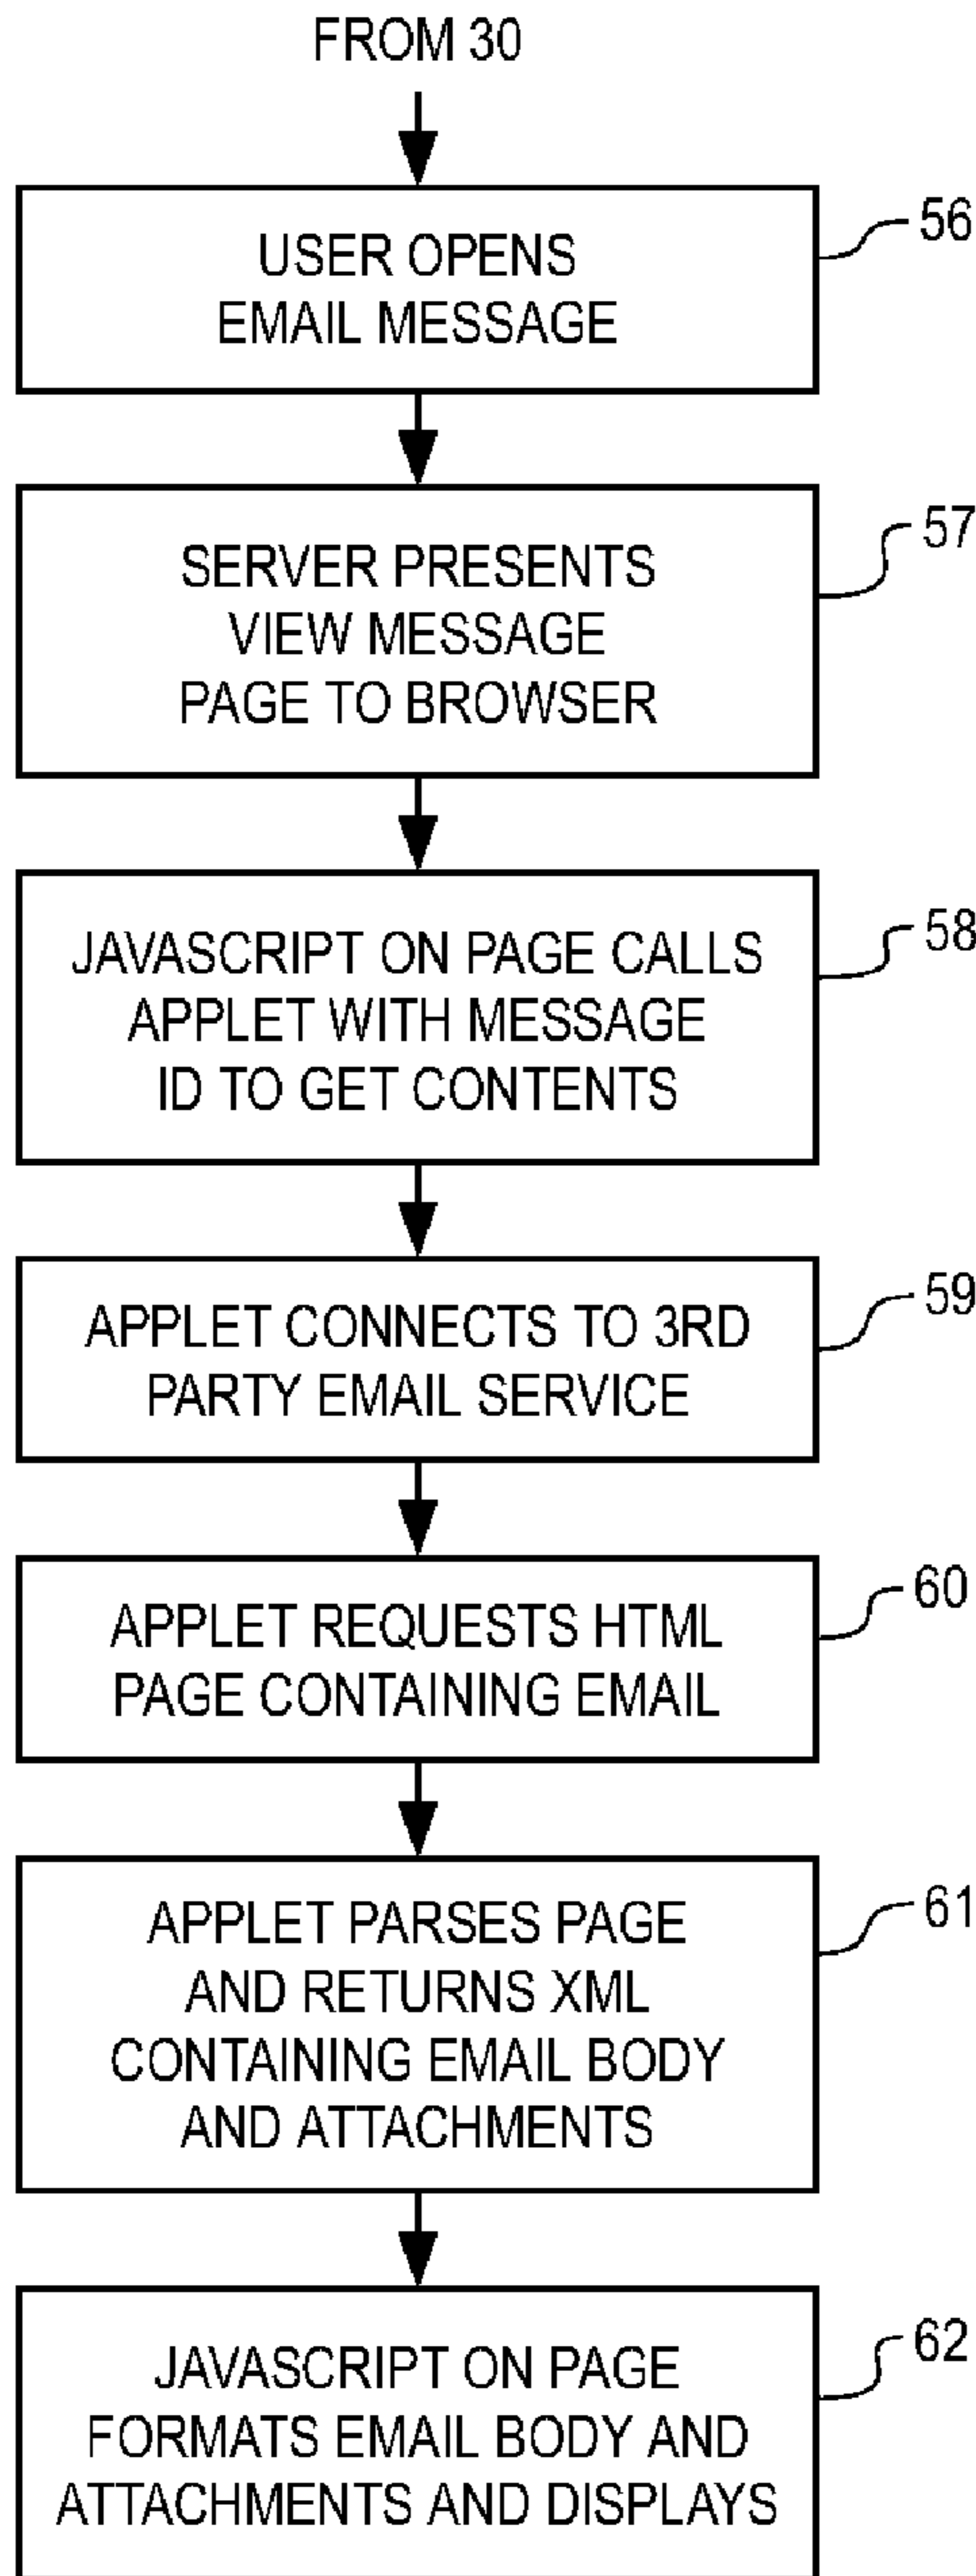 FROM 30
USER OPENS
EMAIL MESSAGE
56
SERVER PRESENTS
VIEW MESSAGE
PAGE TO BROWSER
57
JAVASCRIPT ON PAGE CALLS
APPLET WITH MESSAGE
ID TO GET CONTENTS
58
APPLET CONNECTS TO 3RD
PARTY EMAIL SERVICE
59
APPLET REQUESTS HTML
PAGE CONTAINING EMAIL
60
APPLET PARSES PAGE
AND RETURNS XML
CONTAINING EMAIL BODY
AND ATTACHMENTS
61
JAVASCRIPT ON PAGE
FORMATS EMAIL BODY AND
ATTACHMENTS AND DISPLAYS
62